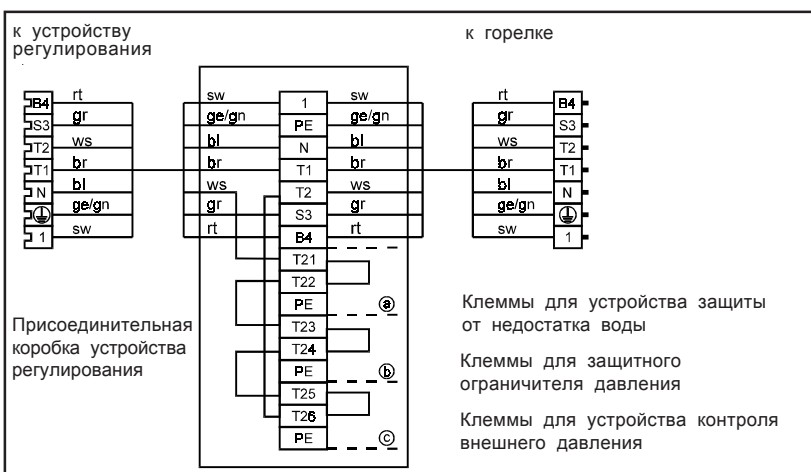 к устройству
регулирования
к горелке
B4 rt
S3 gr
T2 ws
T1 br
N bl
ge/gn
1 sw
sw 1 sw
ge/gn PE ge/gn
bl N bl
br T1 br
ws T2 ws
gr S3 gr
rt B4 rt
T21
T22
PE ⓐ
T23
T24
PE ⓑ
T25
T26
PE ⓒ
rt B4
gr S3
ws T2
br T1
bl N
ge/gn
sw 1
Присоединительная
коробка устройства
регулирования
Клеммы для устройства защиты
от недостатка воды
Клеммы для защитного
ограничителя давления
Клеммы для устройства контроля
внешнего давления